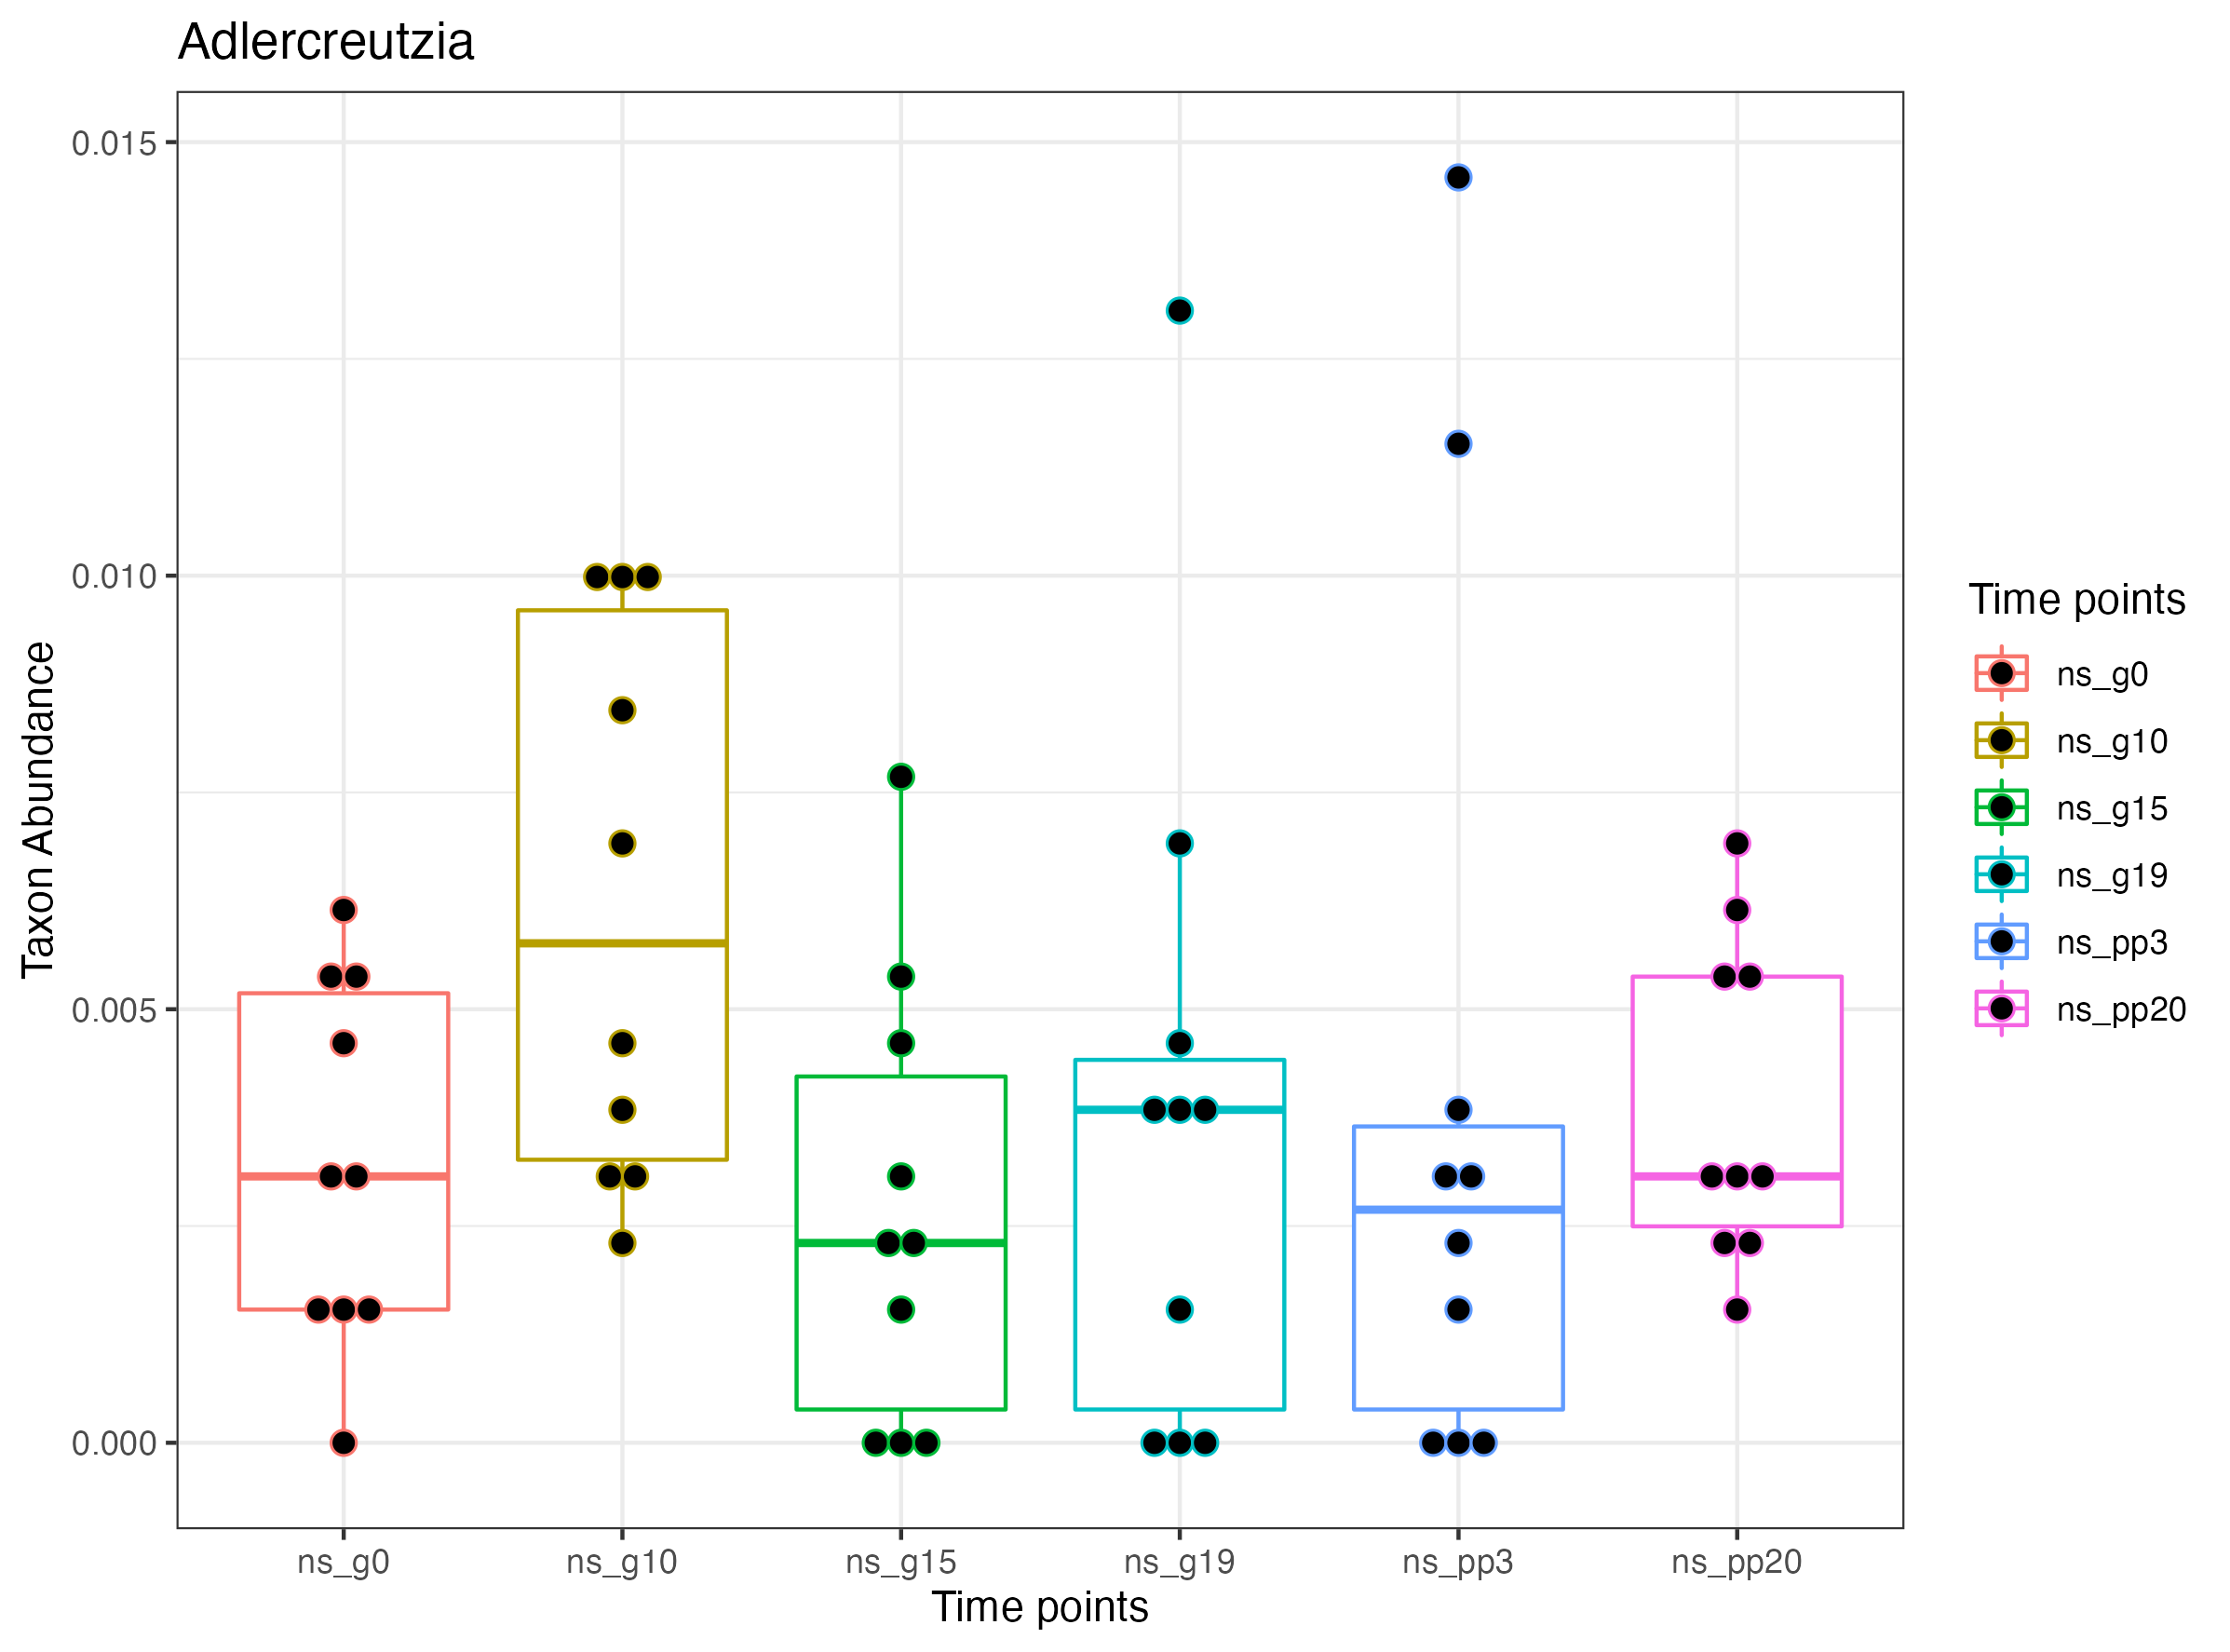 Adlercreutzia
Taxon Abundance
0.015
0.010
0.005
0.000
ns_g0 ns_g10 ns_g15 ns_g19 ns_pp3 ns_pp20
Time points
Time points
ns_g0
ns_g10
ns_g15
ns_g19
ns_pp3
ns_pp20